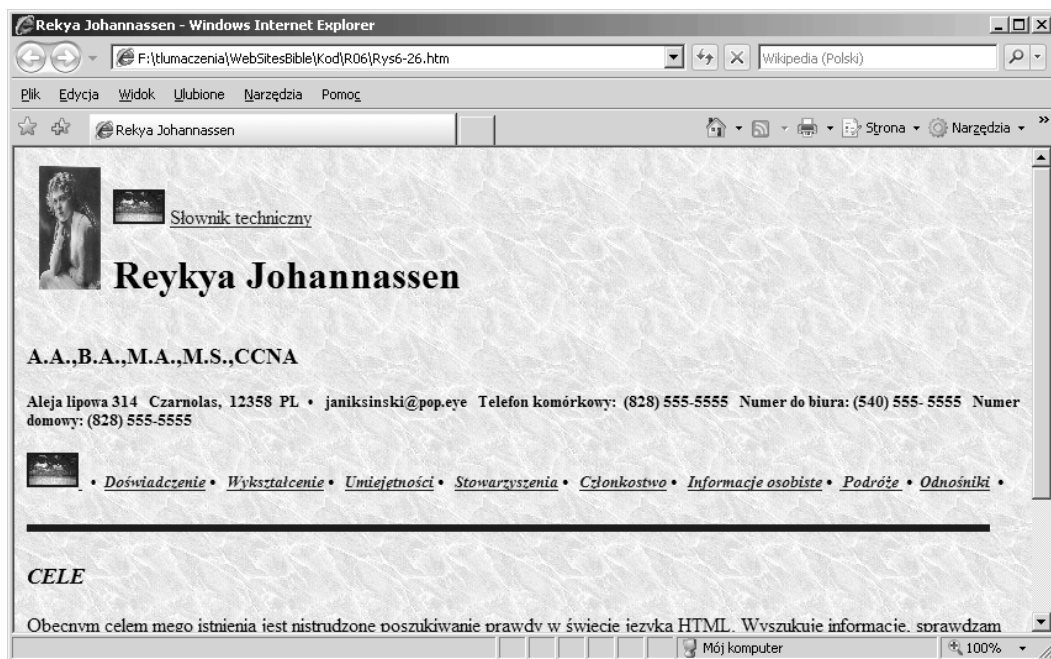 Rekya Johannassen - Windows Internet Explorer
F:\tlumaczenia\WebSitesBible\Kod\R06\Rys6-26.htm
Wikipedia (Polski)
Plik Edycja Widok Ulubione Narzędzia Pomoc
Rekya Johannassen
Strona Narzędzia »
Słownik techniczny
Reykya Johannassen
A.A.,B.A.,M.A.,M.S.,CCNA
Aleja lipowa 314 Czarnolas, 12358 PL • janiksinski@pop.eye Telefon komórkowy: (828) 555-5555 Numer do biura: (540) 555- 5555 Numer
domowy: (828) 555-5555
• Doświadczenie • Wykształcenie • Umiejętności • Stowarzyszenia • Członkostwo • Informacje osobiste • Podróże • Odnośniki •
CELE
Obecnym celem mego istnienia jest nistrudzone poszukiwanie prawdy w świecie języka HTML. Wyszukuję informacje, sprawdzam
Mój komputer
100%